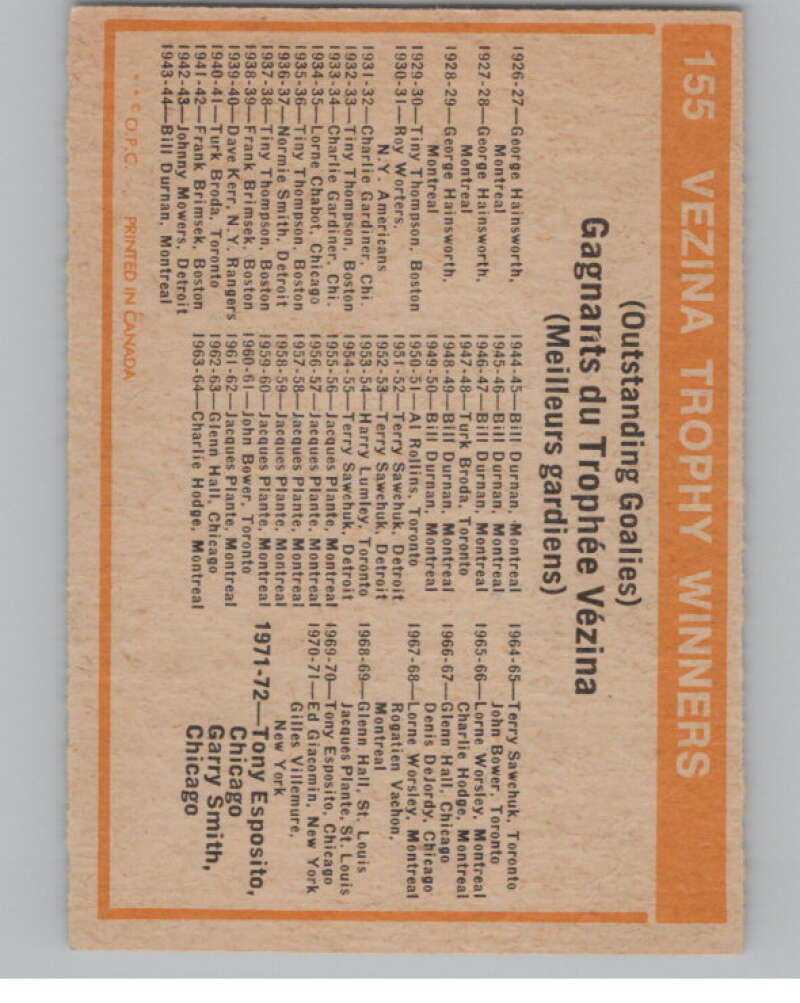 155 VEZINA TROPHY WINNERS
(Outstanding Goalies)
Gagnants du Trophée Vézina
(Meilleurs gardiens)
1926-27—George Hainsworth,
Montreal
1927-28—George Hainsworth,
Montreal
1928-29—George Hainsworth,
Montreal
1929-30—Tiny Thompson, Boston
1930-31—Roy Worters,
N.Y. Americans
1931-32—Charlie Gardiner, Chi.
1932-33—Tiny Thompson, Boston
1933-34—Charlie Gardiner, Chi.
1934-35—Lorne Chabot, Chicago
1935-36—Tiny Thompson, Boston
1936-37—Normie Smith, Detroit
1937-38—Tiny Thompson, Boston
1938-39—Frank Brimsek, Boston
1939-40—Dave Kerr, N.Y. Rangers
1940-41—Turk Broda, Toronto
1941-42—Frank Brimsek, Boston
1942-43—Johnny Mowers, Detroit
1943-44—Bill Durnan, Montreal
1944-45—Bill Durnan, Montreal
1945-46—Bill Durnan, Montreal
1946-47—Bill Durnan, Montreal
1947-48—Turk Broda, Toronto
1948-49—Bill Durnan, Montreal
1949-50—Bill Durnan, Montreal
1950-51—Al Rollins, Toronto
1951-52—Terry Sawchuk, Detroit
1952-53—Terry Sawchuk, Detroit
1953-54—Harry Lumley, Toronto
1954-55—Terry Sawchuk, Detroit
1955-56—Jacques Plante, Montreal
1956-57—Jacques Plante, Montreal
1957-58—Jacques Plante, Montreal
1958-59—Jacques Plante, Montreal
1959-60—Jacques Plante, Montreal
1960-61—John Bower, Toronto
1961-62—Jacques Plante, Montreal
1962-63—Glenn Hall, Chicago
1963-64—Charlie Hodge, Montreal
1964-65—Terry Sawchuk, Toronto
John Bower, Toronto
1965-66—Lorne Worsley, Montreal
Charlie Hodge, Montreal
1966-67—Glenn Hall, Chicago
Denis DeJordy, Chicago
1967-68—Lorne Worsley, Montreal
Rogatien Vachon,
Montreal
1968-69—Glenn Hall, St. Louis
Jacques Plante, St. Louis
1969-70—Tony Esposito, Chicago
1970-71—Ed Giacomin, New York
Gilles Villemure,
New York
1971-72—Tony Esposito,
Chicago
Garry Smith,
Chicago
* * © O.P.C. PRINTED IN CANADA